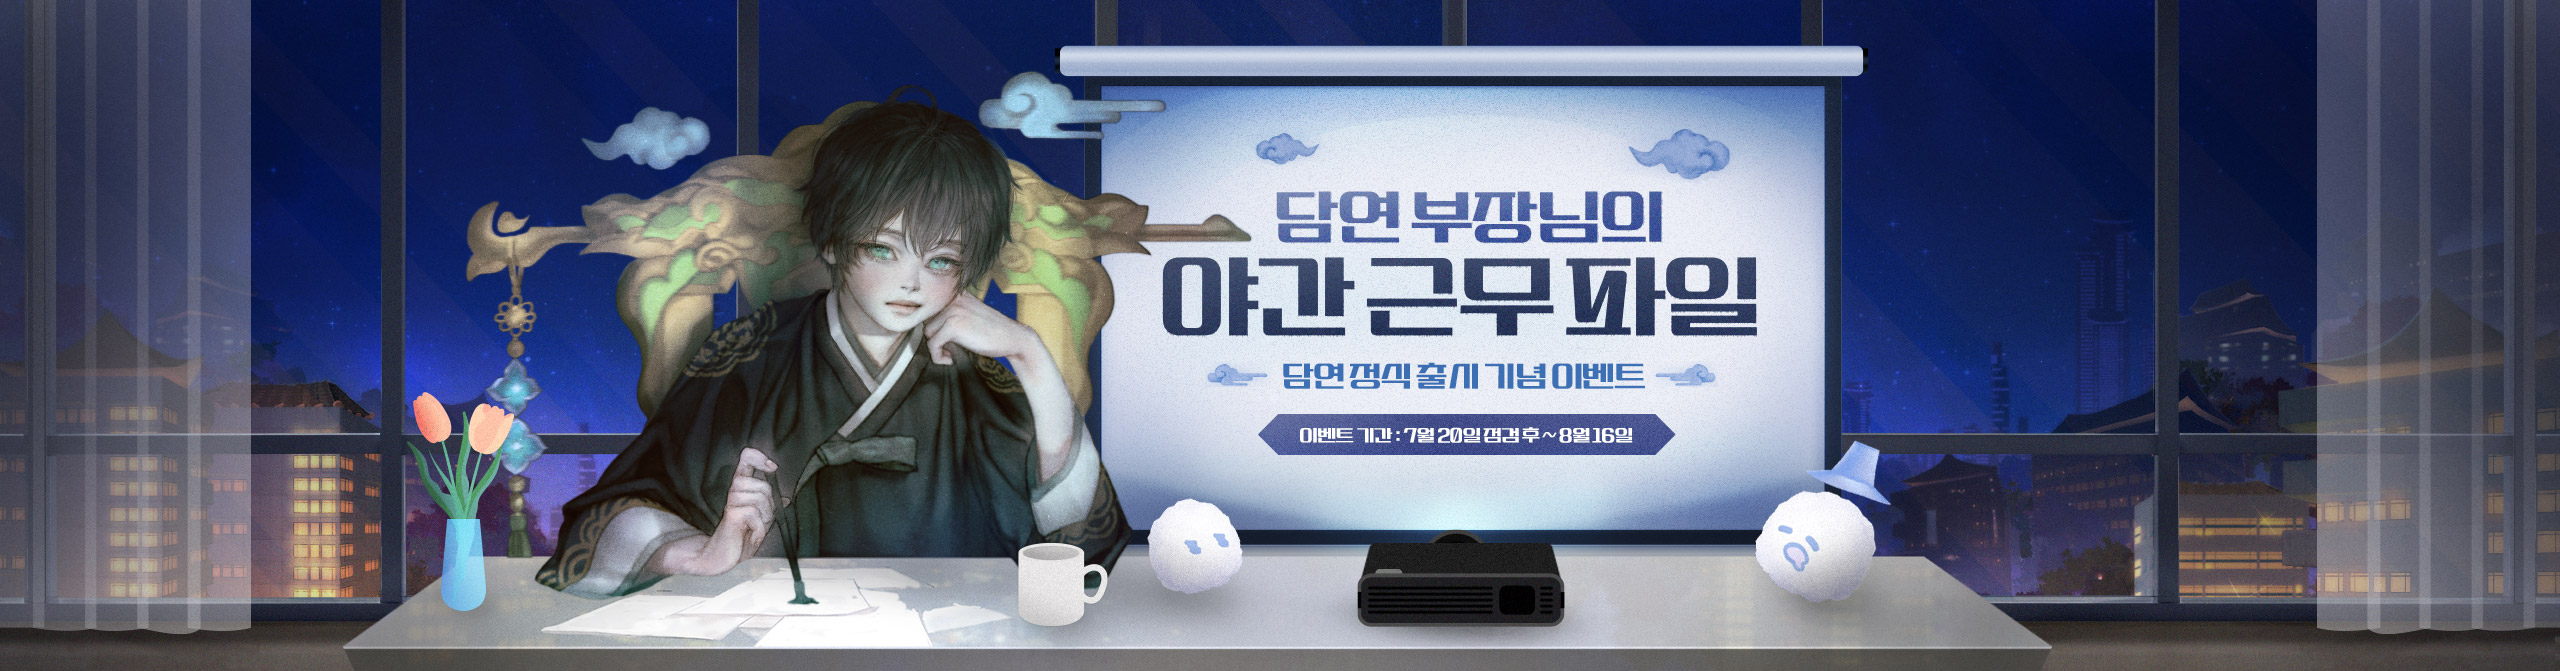 담연 부장님의
야간 근무 파일
담연 정식 출시 기념 이벤트
이벤트 기간 : 7월 20일 점검 후 ~ 8월 16일